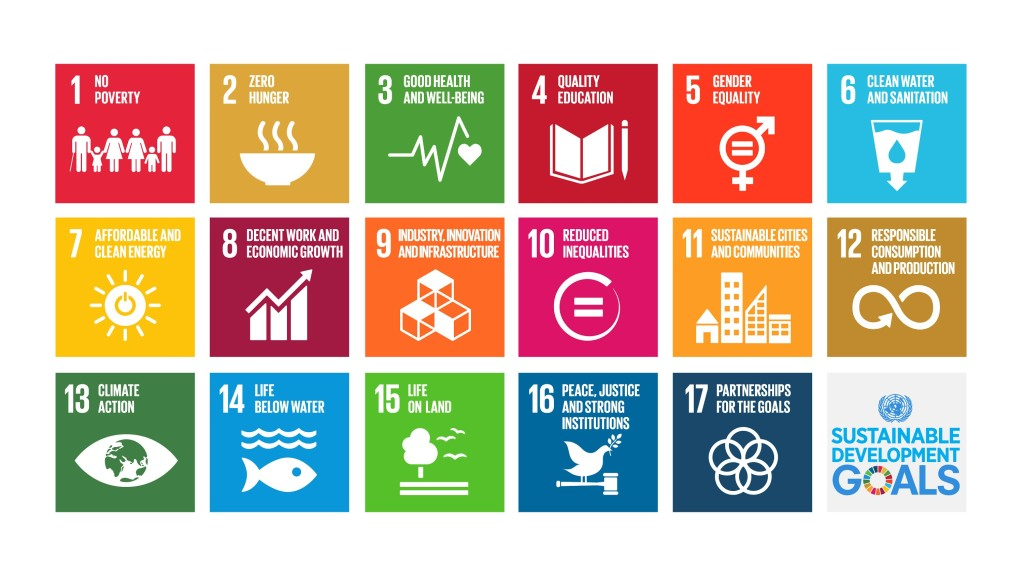 1 NO
POVERTY
2 ZERO
HUNGER
3 GOOD HEALTH
AND WELL-BEING
4 QUALITY
EDUCATION
5 GENDER
EQUALITY
6 CLEAN WATER
AND SANITATION
7 AFFORDABLE AND
CLEAN ENERGY
8 DECENT WORK AND
ECONOMIC GROWTH
9 INDUSTRY, INNOVATION
AND INFRASTRUCTURE
10 REDUCED
INEQUALITIES
11 SUSTAINABLE CITIES
AND COMMUNITIES
12 RESPONSIBLE
CONSUMPTION
AND PRODUCTION
13 CLIMATE
ACTION
14 LIFE
BELOW WATER
15 LIFE
ON LAND
16 PEACE, JUSTICE
AND STRONG
INSTITUTIONS
17 PARTNERSHIPS
FOR THE GOALS
SUSTAINABLE
DEVELOPMENT
GOALS